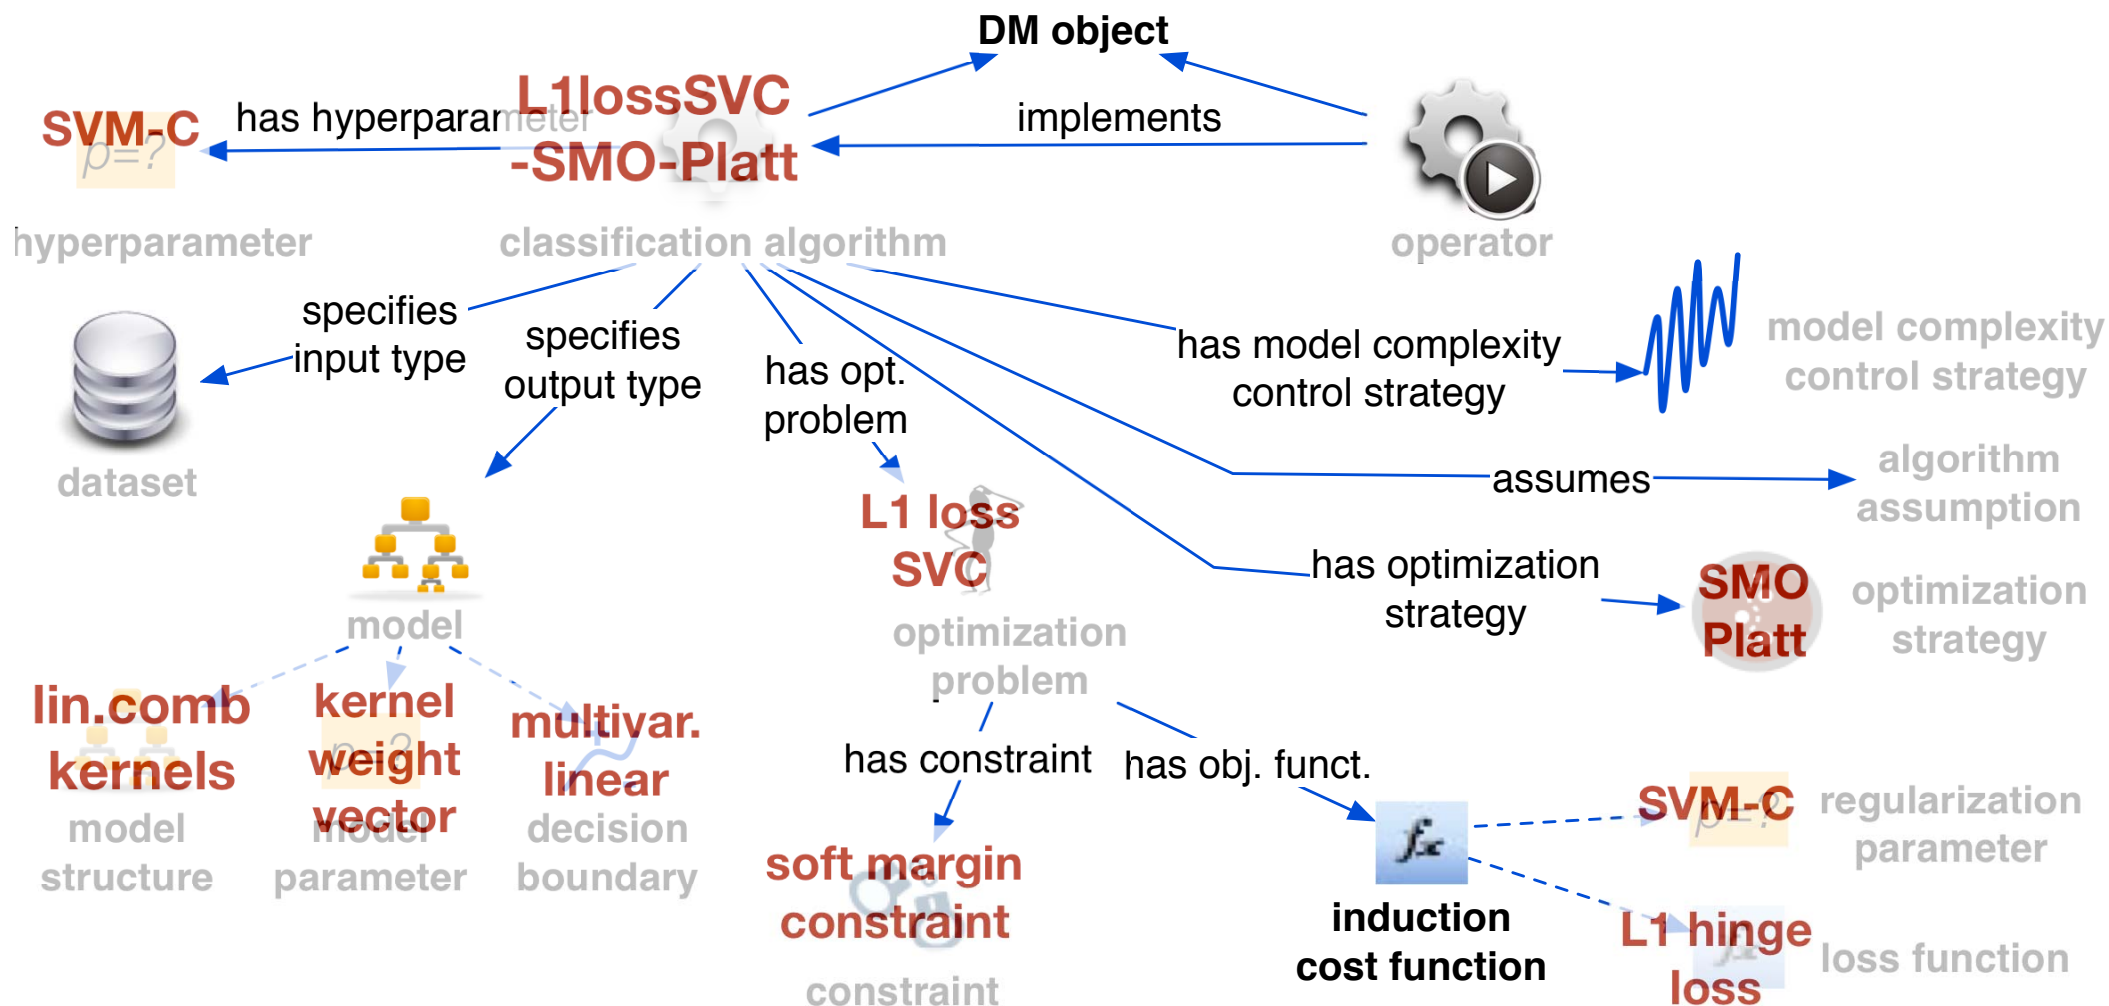 DM object
SVM-C
p=?
has hyperparameter
L1lossSVC
-SMO-Platt
implements
hyperparameter
classification algorithm
operator
specifies
input type
specifies
output type
has opt.
problem
has model complexity
control strategy
model complexity
control strategy
dataset
assumes
algorithm
assumption
L1 loss
SVC
has optimization
strategy
SMO
Platt
optimization
strategy
model
optimization
problem
lin.comb
kernels
model
structure
kernel
weight
vector
p=?
model
parameter
multivar.
linear
decision
boundary
has constraint
has obj. funct.
soft margin
constraint
constraint
fx
induction
cost function
SVM-C
p=?
regularization
parameter
L1 hinge
loss
fx
loss function